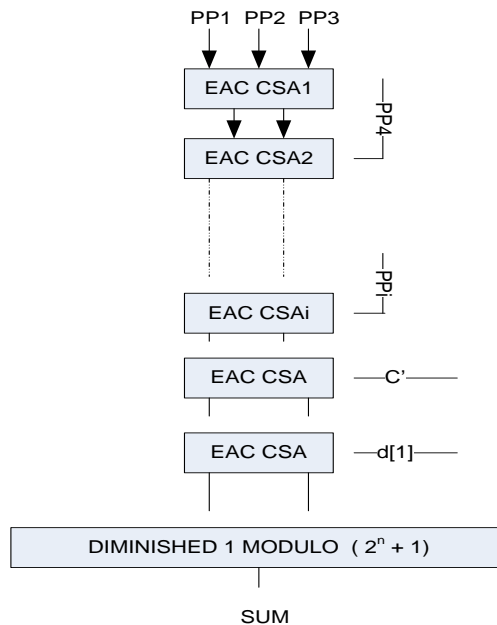 PP1 PP2 PP3
EAC CSA1
PP4
EAC CSA2
PPi
EAC CSAi
EAC CSA
C'
EAC CSA
d[1]
DIMINISHED 1 MODULO ( 2ⁿ + 1)
SUM